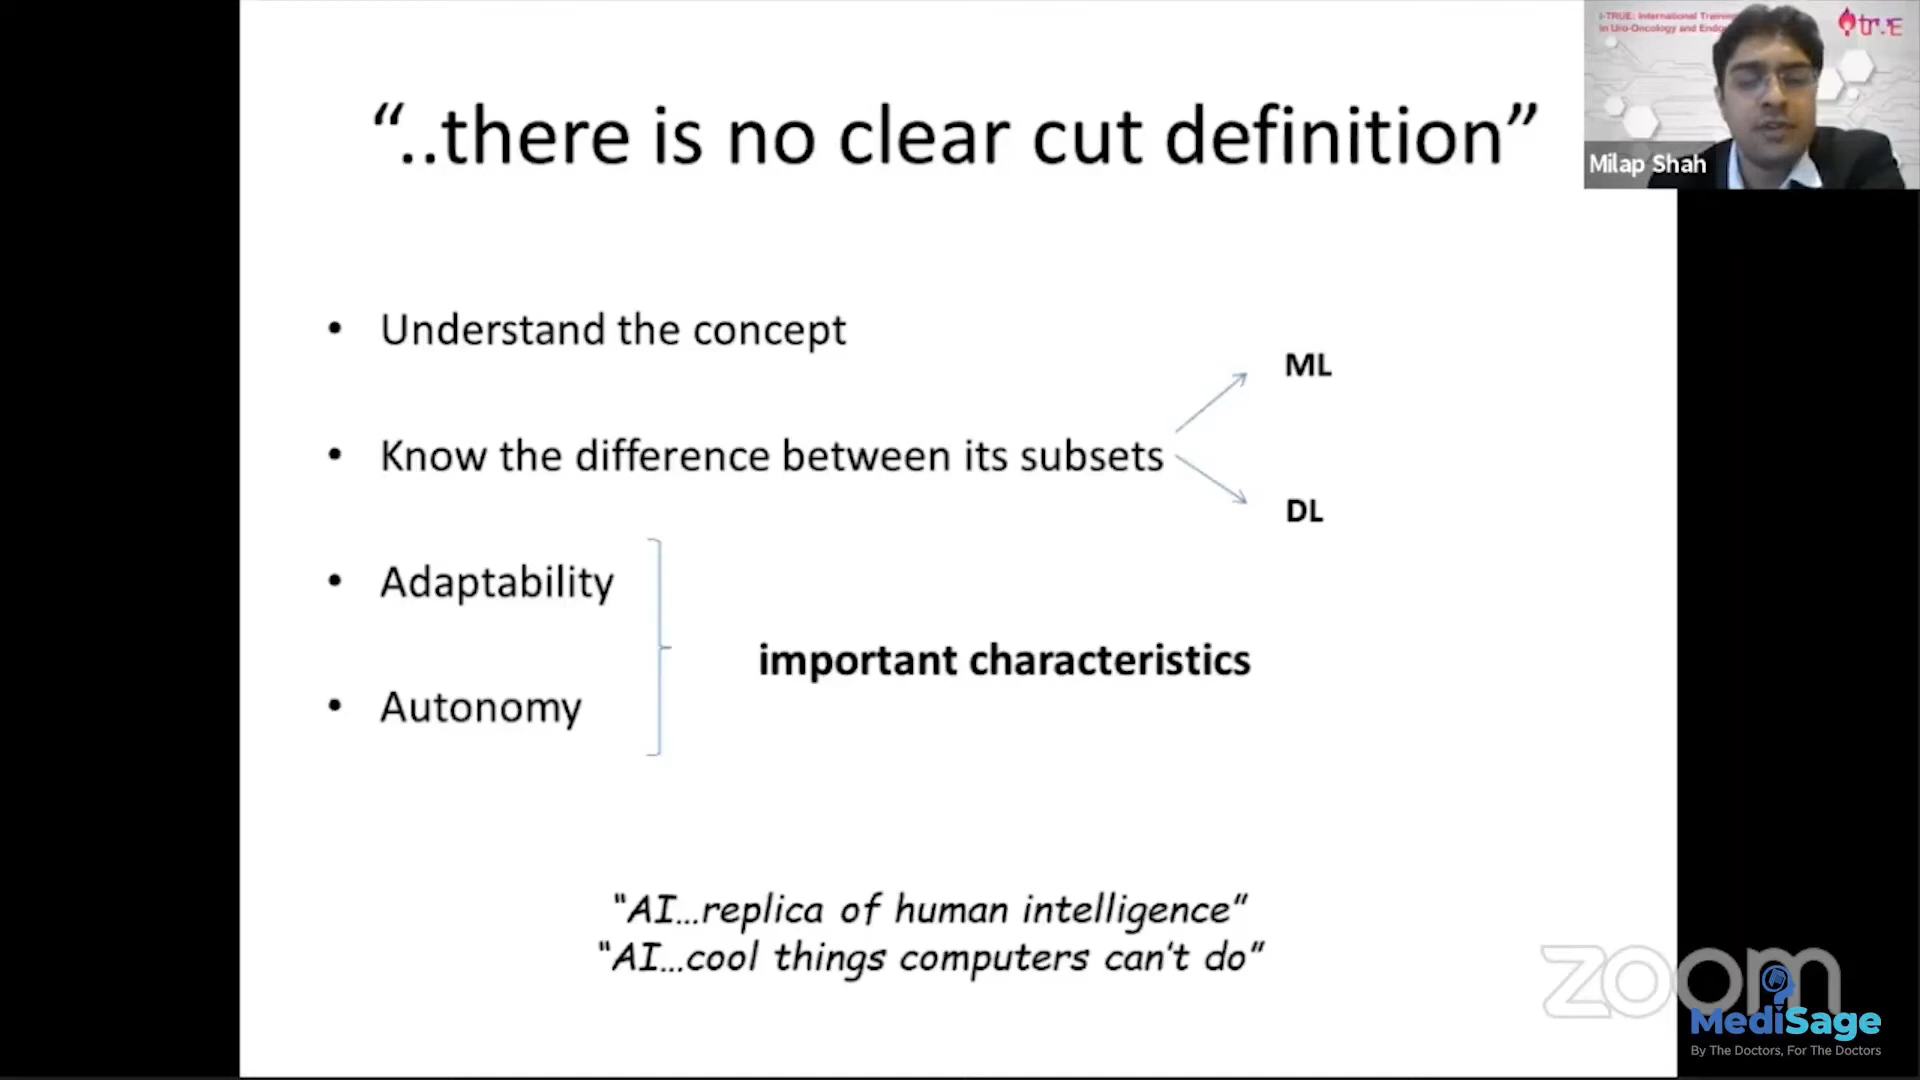 “..there is no clear cut definition”
• Understand the concept
• Know the difference between its subsets
ML
DL
• Adaptability
• Autonomy
important characteristics
“AI...replica of human intelligence”
“AI...cool things computers can't do”
I-TRUE: International
in Uro-Oncology and
Milap Shah
zoom
MediSage
By The Doctors, For The Doctors